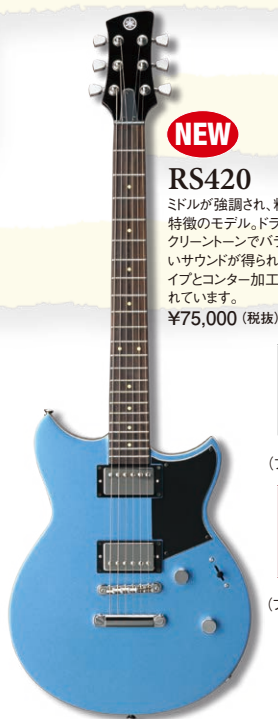 NEW
RS420
ミドルが強調され、
特徴のモデル。ドラ
クリーントーンでバラ
いサウンドが得られ
イプとコンター加工
れています。
¥75,000 (税抜)